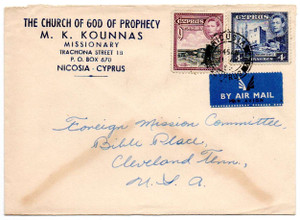 THE CHURCH OF GOD OF PROPHECY
M. K. KOUNNAS
MISSIONARY
TRACHONA STREET 18
P. O. BOX 670
NICOSIA - CYPRUS
CYPRUS
CYPRUS
BY AIR MAIL
Foreign Mission Committee,
Bible Place,
Cleveland Tenn.,
U. S. A.